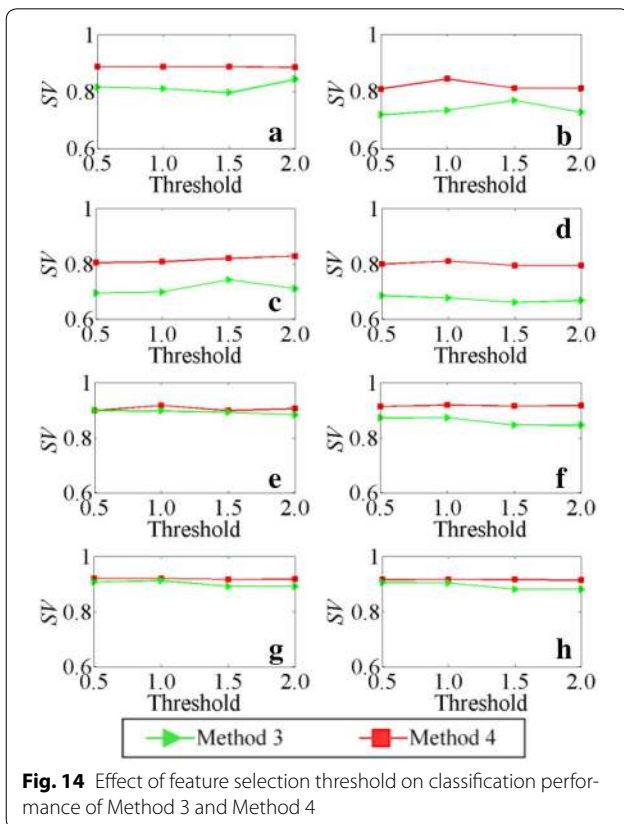 1
0.8
0.6
SV
a
0.5 1.0 1.5 2.0
Threshold
1
0.8
0.6
SV
b
0.5 1.0 1.5 2.0
Threshold
1
0.8
0.6
SV
c
0.5 1.0 1.5 2.0
Threshold
1
0.8
0.6
SV
d
0.5 1.0 1.5 2.0
Threshold
1
0.8
0.6
SV
e
0.5 1.0 1.5 2.0
Threshold
1
0.8
0.6
SV
f
0.5 1.0 1.5 2.0
Threshold
1
0.8
0.6
SV
g
0.5 1.0 1.5 2.0
Threshold
1
0.8
0.6
SV
h
0.5 1.0 1.5 2.0
Threshold
Method 3 Method 4
Fig. 14 Effect of feature selection threshold on classification perfor-
mance of Method 3 and Method 4